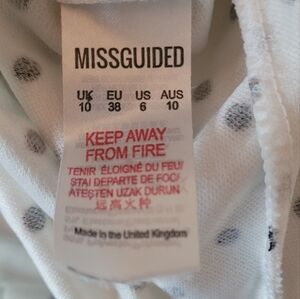 MISSGUIDED
UK EU US AUS
10 38 6 10
KEEP AWAY
FROM FIRE
TENIR ÉLOIGNÉ DU FEU/
STAI DEPARTE DE FOC/
ATEŞTEN UZAK DURUN
远离火种
Made in the United Kingdom